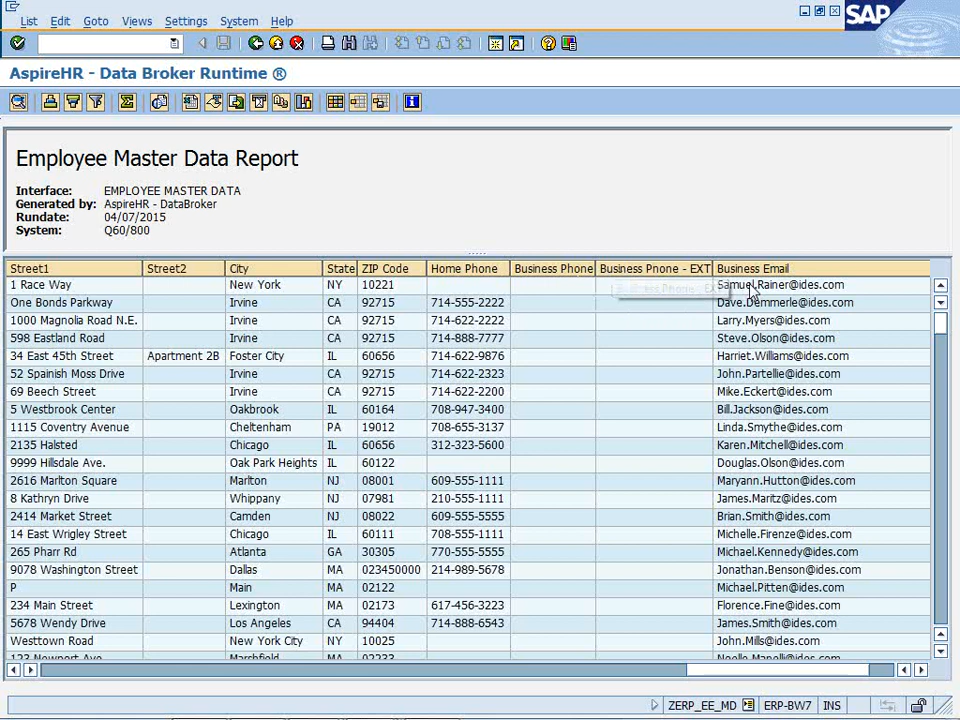 List Edit Goto Views Settings System Help
SAP
AspireHR - Data Broker Runtime ®
Employee Master Data Report
Interface: EMPLOYEE MASTER DATA
Generated by: AspireHR - DataBroker
Rundate: 04/07/2015
System: Q60/800
Street1 Street2 City State ZIP Code Home Phone Business Phone Business Phone - EXT Business Email
1 Race Way New York NY 10221 Samuel.Rainer@ides.com
Business Phone - EXT
One Bonds Parkway Irvine CA 92715 714-555-2222 Dave.Demmerle@ides.com
1000 Magnolia Road N.E. Irvine CA 92715 714-622-2222 Larry.Myers@ides.com
598 Eastland Road Irvine CA 92715 714-888-7777 Steve.Olson@ides.com
34 East 45th Street Apartment 2B Foster City IL 60656 714-622-9876 Harriet.Williams@ides.com
52 Spainish Moss Drive Irvine CA 92715 714-622-2323 John.Partellie@ides.com
69 Beech Street Irvine CA 92715 714-622-2200 Mike.Eckert@ides.com
5 Westbrook Center Oakbrook IL 60164 708-947-3400 Bill.Jackson@ides.com
1115 Coventry Avenue Cheltenham PA 19012 708-655-3137 Linda.Smythe@ides.com
2135 Halsted Chicago IL 60656 312-323-5600 Karen.Mitchell@ides.com
9999 Hillsdale Ave. Oak Park Heights IL 60122 Douglas.Olson@ides.com
2616 Marlton Square Marlton NJ 08001 609-555-1111 Maryann.Hutton@ides.com
8 Kathryn Drive Whippany NJ 07981 210-555-1111 James.Maritz@ides.com
2414 Market Street Camden NJ 08022 609-555-5555 Brian.Smith@ides.com
14 East Wrigley Street Chicago IL 60111 708-555-1111 Michelle.Firenze@ides.com
265 Pharr Rd Atlanta GA 30305 770-555-5555 Michael.Kennedy@ides.com
9078 Washington Street Dallas MA 023450000 214-989-5678 Jonathan.Benson@ides.com
P Main MA 02122 Michael.Pitten@ides.com
234 Main Street Lexington MA 02173 617-456-3223 Florence.Fine@ides.com
5678 Wendy Drive Los Angeles CA 94404 714-888-6543 James.Smith@ides.com
Westtown Road New York City NY 10025 John.Mills@ides.com
123 Newport Ave Marshfield MA 02233 Noelle.Manelli@ides.com
ZERP_EE_MD ERP-BW7 INS